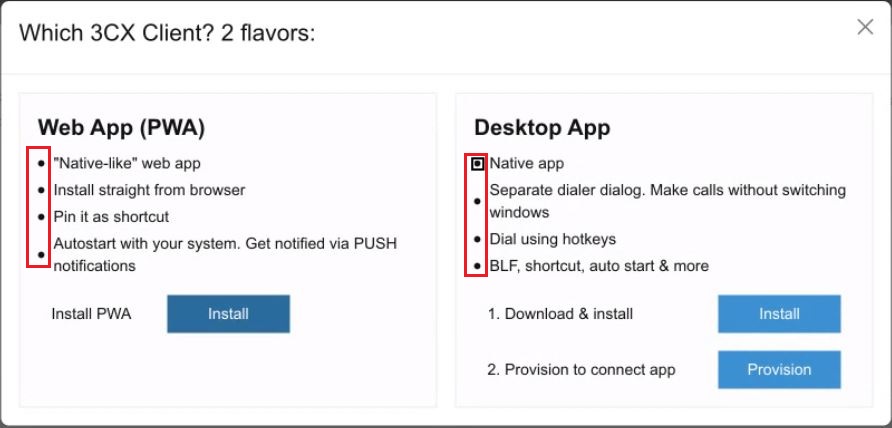 Which 3CX Client? 2 flavors:
Web App (PWA)
• "Native-like" web app
• Install straight from browser
• Pin it as shortcut
• Autostart with your system. Get notified via PUSH
notifications
Install PWA
Install
Desktop App
• Native app
• Separate dialer dialog. Make calls without switching
windows
• Dial using hotkeys
• BLF, shortcut, auto start & more
1. Download & install
Install
2. Provision to connect app
Provision